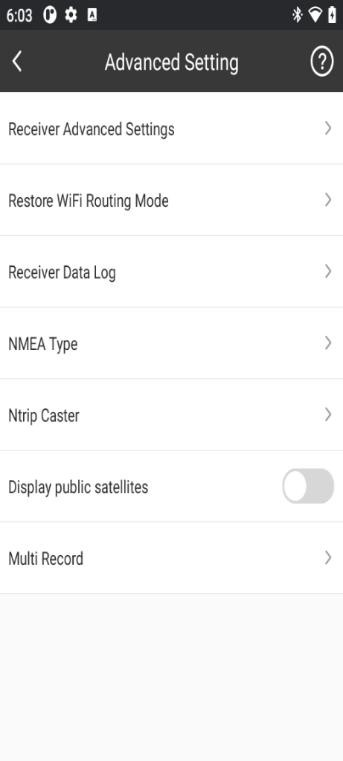 6:03
Advanced Setting
Receiver Advanced Settings
Restore WiFi Routing Mode
Receiver Data Log
NMEA Type
Ntrip Caster
Display public satellites
Multi Record